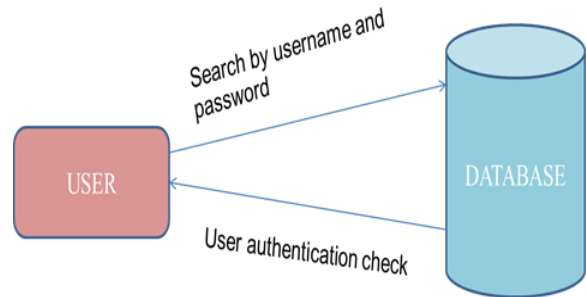 Search by username and
password
USER
DATABASE
User authentication check